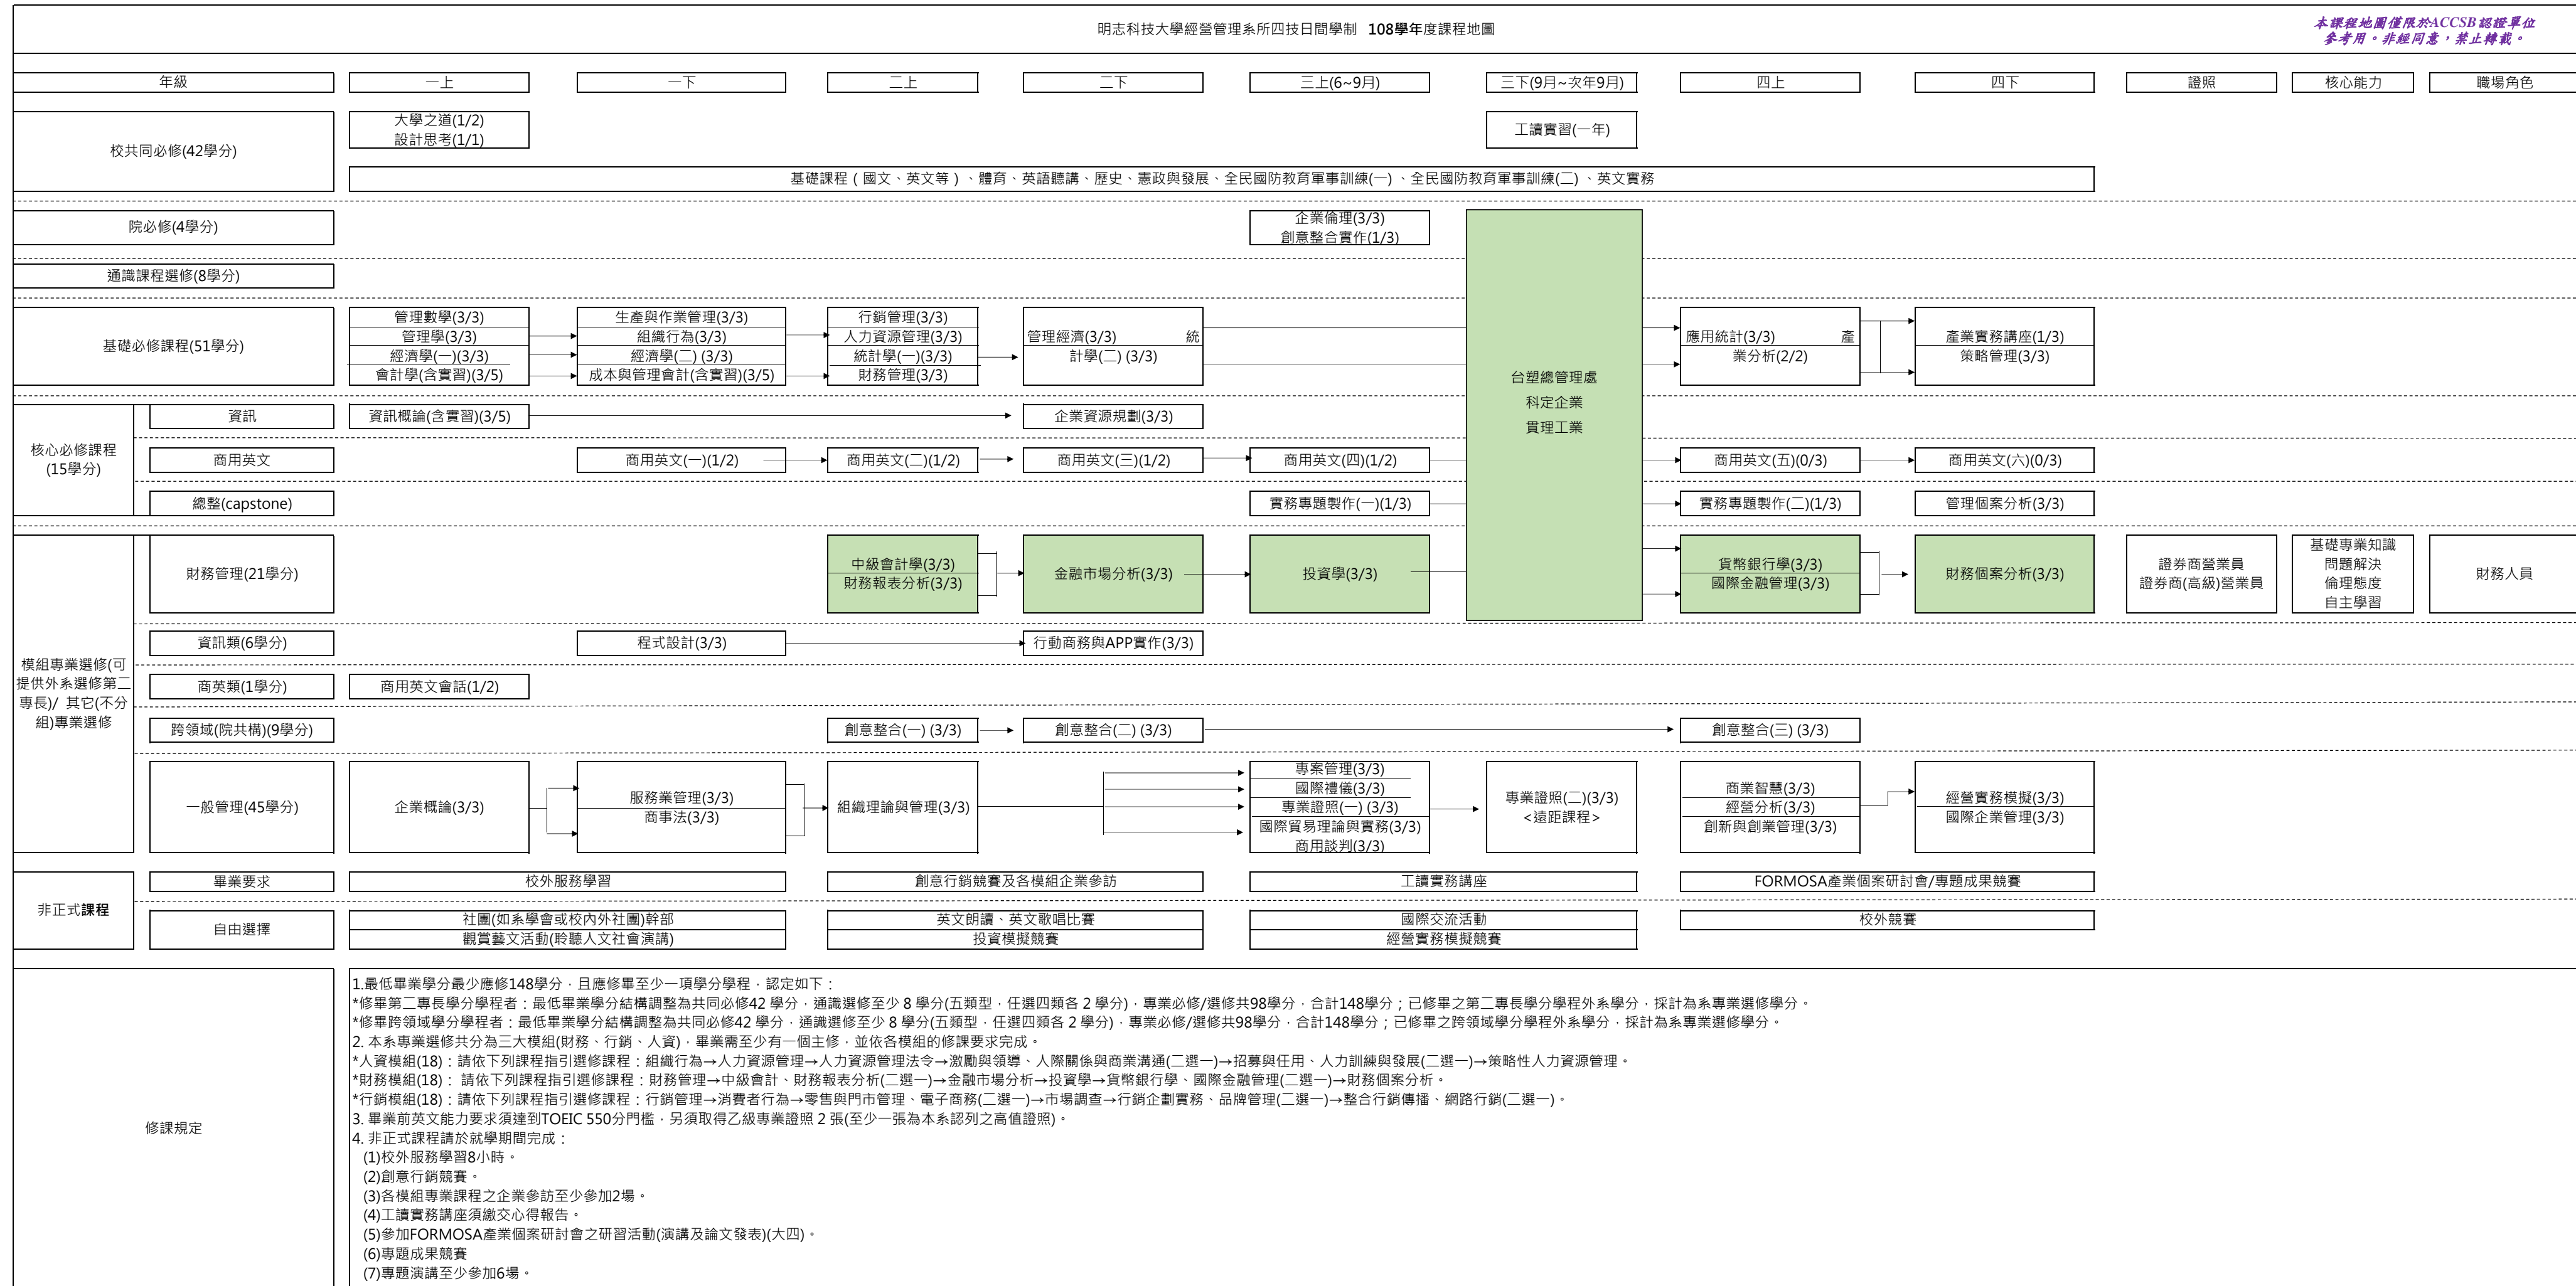 明志科技大學經營管理系所四技日間學制 108學年度課程地圖
本課程地圖僅限於ACCSB認證單位
參考用。非經同意，禁止轉載。
年級
一上
一下
二上
二下
三上(6~9月)
三下(9月~次年9月)
四上
四下
證照
核心能力
職場角色
校共同必修(42學分)
大學之道(1/2)
設計思考(1/1)
工讀實習(一年)
基礎課程（國文、英文等）、體育、英語聽講、歷史、憲政與發展、全民國防教育軍事訓練(一) 、全民國防教育軍事訓練(二) 、英文實務
院必修(4學分)
企業倫理(3/3)
創意整合實作(1/3)
通識課程選修(8學分)
基礎必修課程(51學分)
管理數學(3/3)
管理學(3/3)
經濟學(一)(3/3)
會計學(含實習)(3/5)
生產與作業管理(3/3)
組織行為(3/3)
經濟學(二) (3/3)
成本與管理會計(含實習)(3/5)
行銷管理(3/3)
人力資源管理(3/3)
統計學(一)(3/3)
財務管理(3/3)
管理經濟(3/3) 統
計學(二) (3/3)
台塑總管理處
科定企業
貫理工業
應用統計(3/3) 產
業分析(2/2)
產業實務講座(1/3)
策略管理(3/3)
核心必修課程
(15學分)
資訊
資訊概論(含實習)(3/5)
企業資源規劃(3/3)
商用英文
商用英文(一)(1/2)
商用英文(二)(1/2)
商用英文(三)(1/2)
商用英文(四)(1/2)
商用英文(五)(0/3)
商用英文(六)(0/3)
總整(capstone)
實務專題製作(一)(1/3)
實務專題製作(二)(1/3)
管理個案分析(3/3)
模組專業選修(可
提供外系選修第二
專長)/ 其它(不分
組)專業選修
財務管理(21學分)
中級會計學(3/3)
財務報表分析(3/3)
金融市場分析(3/3)
投資學(3/3)
貨幣銀行學(3/3)
國際金融管理(3/3)
財務個案分析(3/3)
證券商營業員
證券商(高級)營業員
基礎專業知識
問題解決
倫理態度
自主學習
財務人員
資訊類(6學分)
程式設計(3/3)
行動商務與APP實作(3/3)
商英類(1學分)
商用英文會話(1/2)
跨領域(院共構)(9學分)
創意整合(一) (3/3)
創意整合(二) (3/3)
創意整合(三) (3/3)
一般管理(45學分)
企業概論(3/3)
服務業管理(3/3)
商事法(3/3)
組織理論與管理(3/3)
專案管理(3/3)
國際禮儀(3/3)
專業證照(一) (3/3)
國際貿易理論與實務(3/3)
商用談判(3/3)
專業證照(二)(3/3)
<遠距課程>
商業智慧(3/3)
經營分析(3/3)
創新與創業管理(3/3)
經營實務模擬(3/3)
國際企業管理(3/3)
非正式課程
畢業要求
校外服務學習
創意行銷競賽及各模組企業參訪
工讀實務講座
FORMOSA產業個案研討會/專題成果競賽
自由選擇
社團(如系學會或校內外社團)幹部
觀賞藝文活動(聆聽人文社會演講)
英文朗讀、英文歌唱比賽
投資模擬競賽
國際交流活動
經營實務模擬競賽
校外競賽
修課規定
1.最低畢業學分最少應修148學分，且應修畢至少一項學分學程，認定如下：
*修畢第二專長學分學程者：最低畢業學分結構調整為共同必修42 學分，通識選修至少 8 學分(五類型，任選四類各 2 學分)，專業必修/選修共98學分，合計148學分；已修畢之第二專長學分學程外系學分，採計為系專業選修學分。
*修畢跨領域學分學程者：最低畢業學分結構調整為共同必修42 學分，通識選修至少 8 學分(五類型，任選四類各 2 學分)，專業必修/選修共98學分，合計148學分；已修畢之跨領域學分學程外系學分，採計為系專業選修學分。
2. 本系專業選修共分為三大模組(財務、行銷、人資)，畢業需至少有一個主修，並依各模組的修課要求完成。
*人資模組(18)：請依下列課程指引選修課程：組織行為→人力資源管理→人力資源管理法令→激勵與領導、人際關係與商業溝通(二選一)→招募與任用、人力訓練與發展(二選一)→策略性人力資源管理。
*財務模組(18)： 請依下列課程指引選修課程：財務管理→中級會計、財務報表分析(二選一)→金融市場分析→投資學→貨幣銀行學、國際金融管理(二選一)→財務個案分析。
*行銷模組(18)：請依下列課程指引選修課程：行銷管理→消費者行為→零售與門市管理、電子商務(二選一)→市場調查→行銷企劃實務、品牌管理(二選一)→整合行銷傳播、網路行銷(二選一)。
3. 畢業前英文能力要求須達到TOEIC 550分門檻，另須取得乙級專業證照 2 張(至少一張為本系認列之高值證照)。
4. 非正式課程請於就學期間完成：
(1)校外服務學習8小時。
(2)創意行銷競賽。
(3)各模組專業課程之企業參訪至少參加2場。
(4)工讀實務講座須繳交心得報告。
(5)參加FORMOSA產業個案研討會之研習活動(演講及論文發表)(大四)。
(6)專題成果競賽
(7)專題演講至少參加6場。